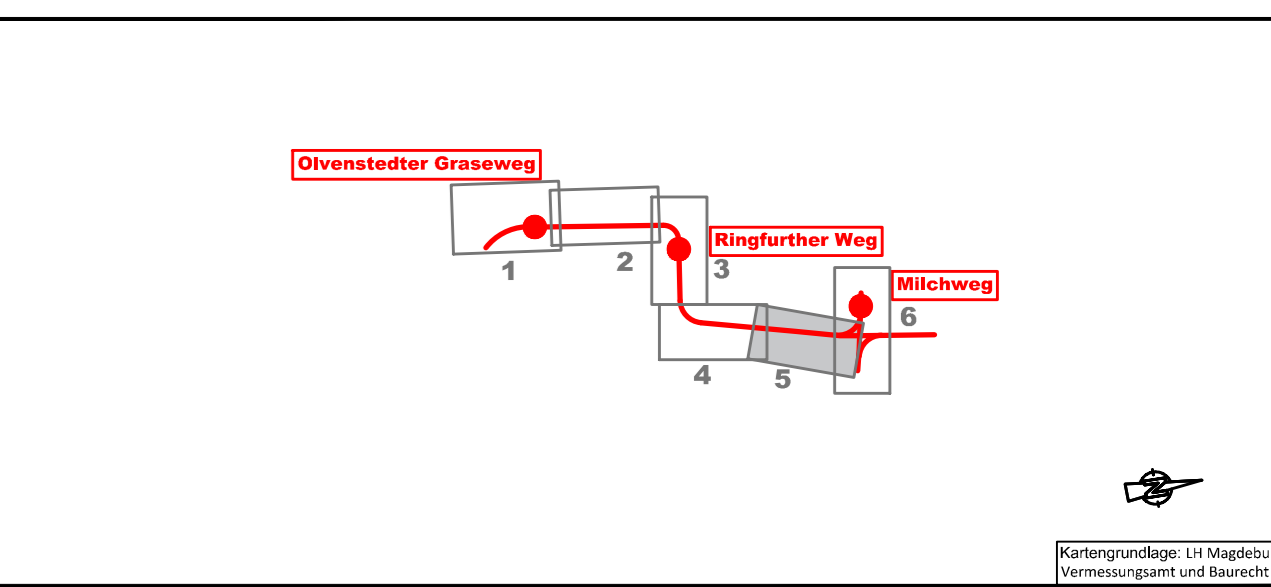 Olvenstedter Graseweg
1
2
Ringfurther Weg
3
Milchweg
6
4
5
Kartengrundlage: LH Magdebu
Vermessungsamt und Baurecht